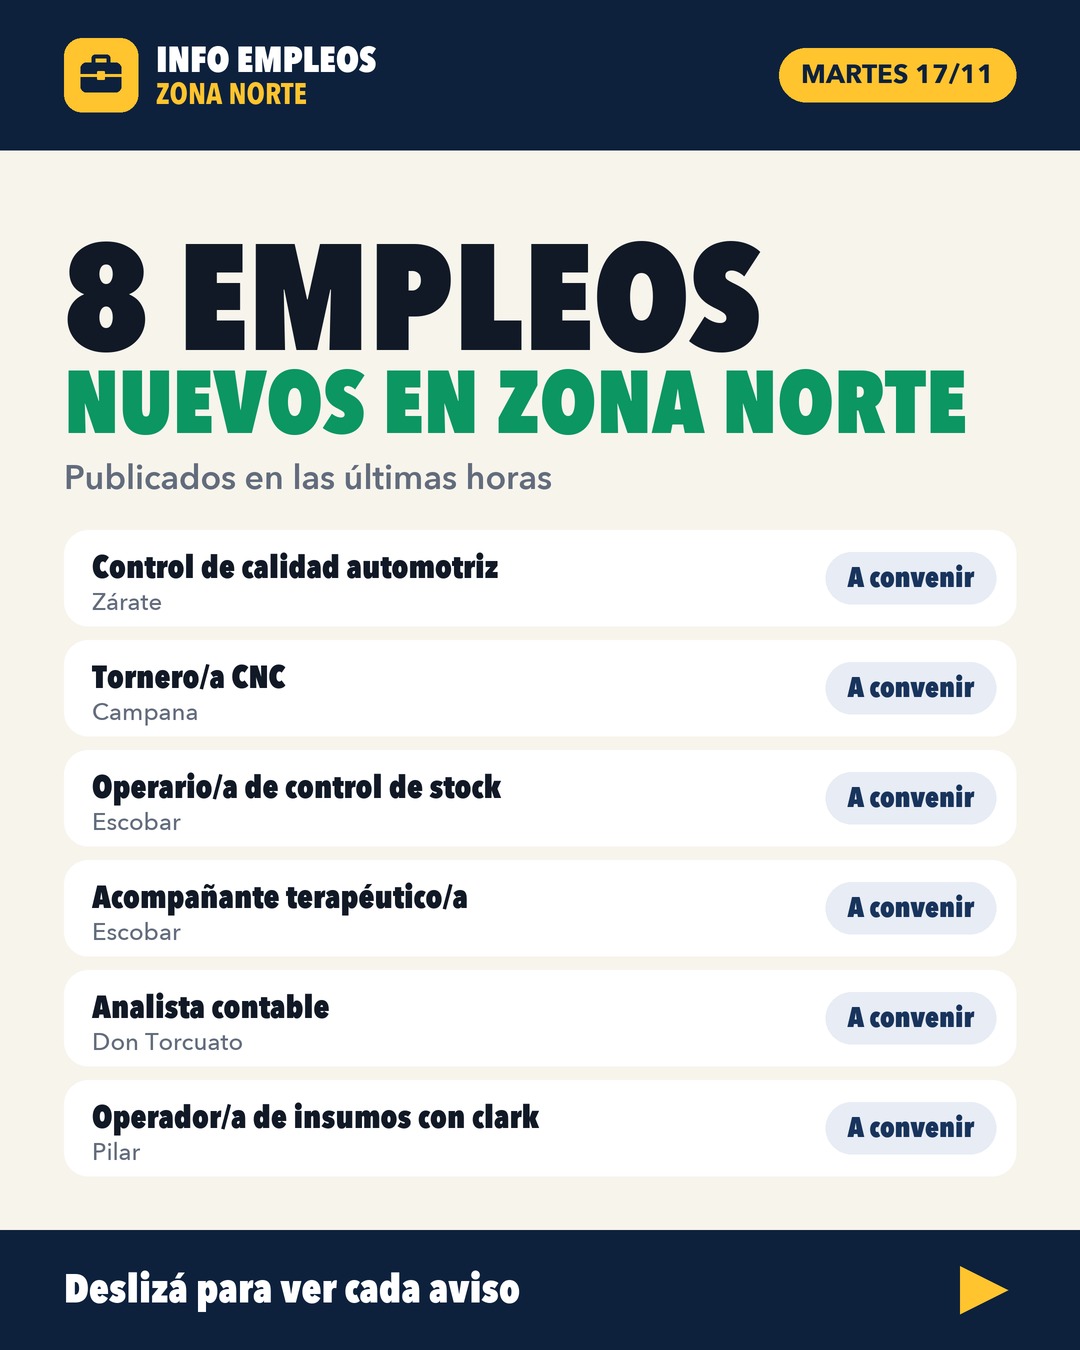 INFO EMPLEOS
ZONA NORTE
MARTES 17/11
8 EMPLEOS
NUEVOS EN ZONA NORTE
Publicados en las últimas horas
Control de calidad automotriz
Zárate
A convenir
Tornero/a CNC
Campana
A convenir
Operario/a de control de stock
Escobar
A convenir
Acompañante terapéutico/a
Escobar
A convenir
Analista contable
Don Torcuato
A convenir
Operador/a de insumos con clark
Pilar
A convenir
Deslizá para ver cada aviso